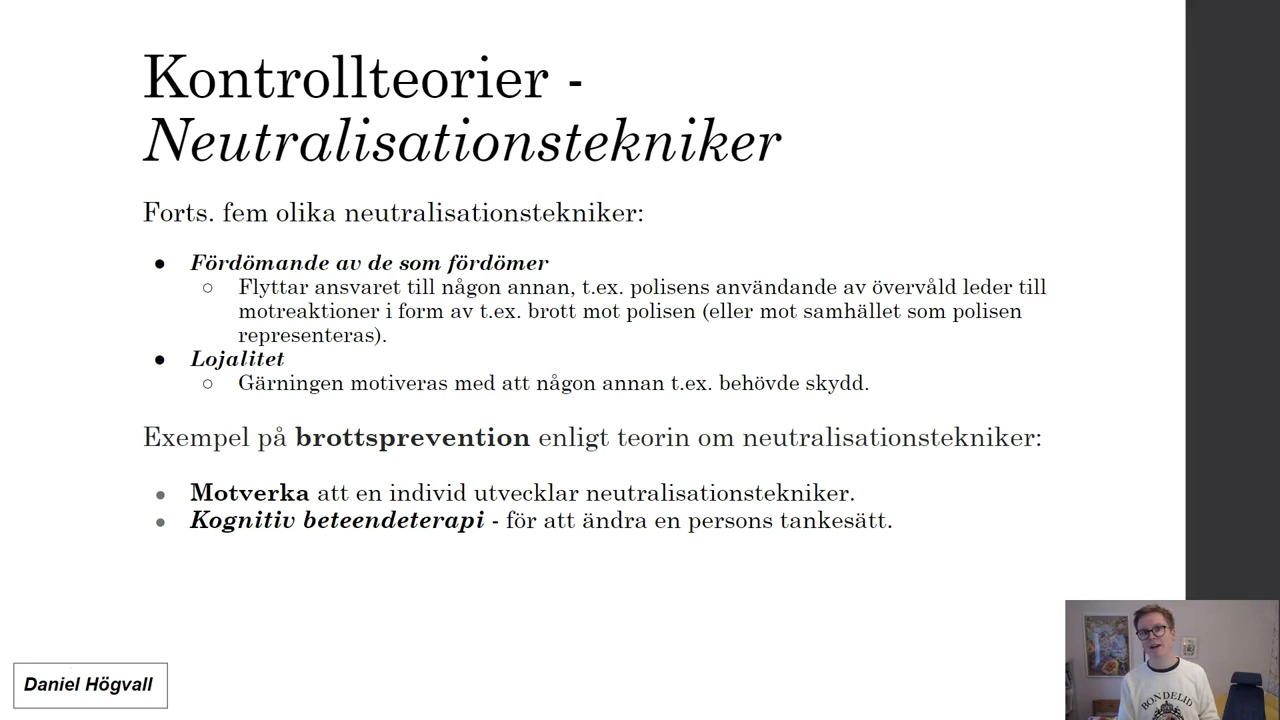 Kontrollteorier -
Neutralisationstekniker
Forts. fem olika neutralisationstekniker:
● Fördömande av de som fördömer
○ Flyttar ansvaret till någon annan, t.ex. polisens användande av övervåld leder till
motreaktioner i form av t.ex. brott mot polisen (eller mot samhället som polisen
representeras).
● Lojalitet
○ Gärningen motiveras med att någon annan t.ex. behövde skydd.
Exempel på brottsprevention enligt teorin om neutralisationstekniker:
● Motverka att en individ utvecklar neutralisationstekniker.
● Kognitiv beteendeterapi - för att ändra en persons tankesätt.
Daniel Högvall
BONDELID